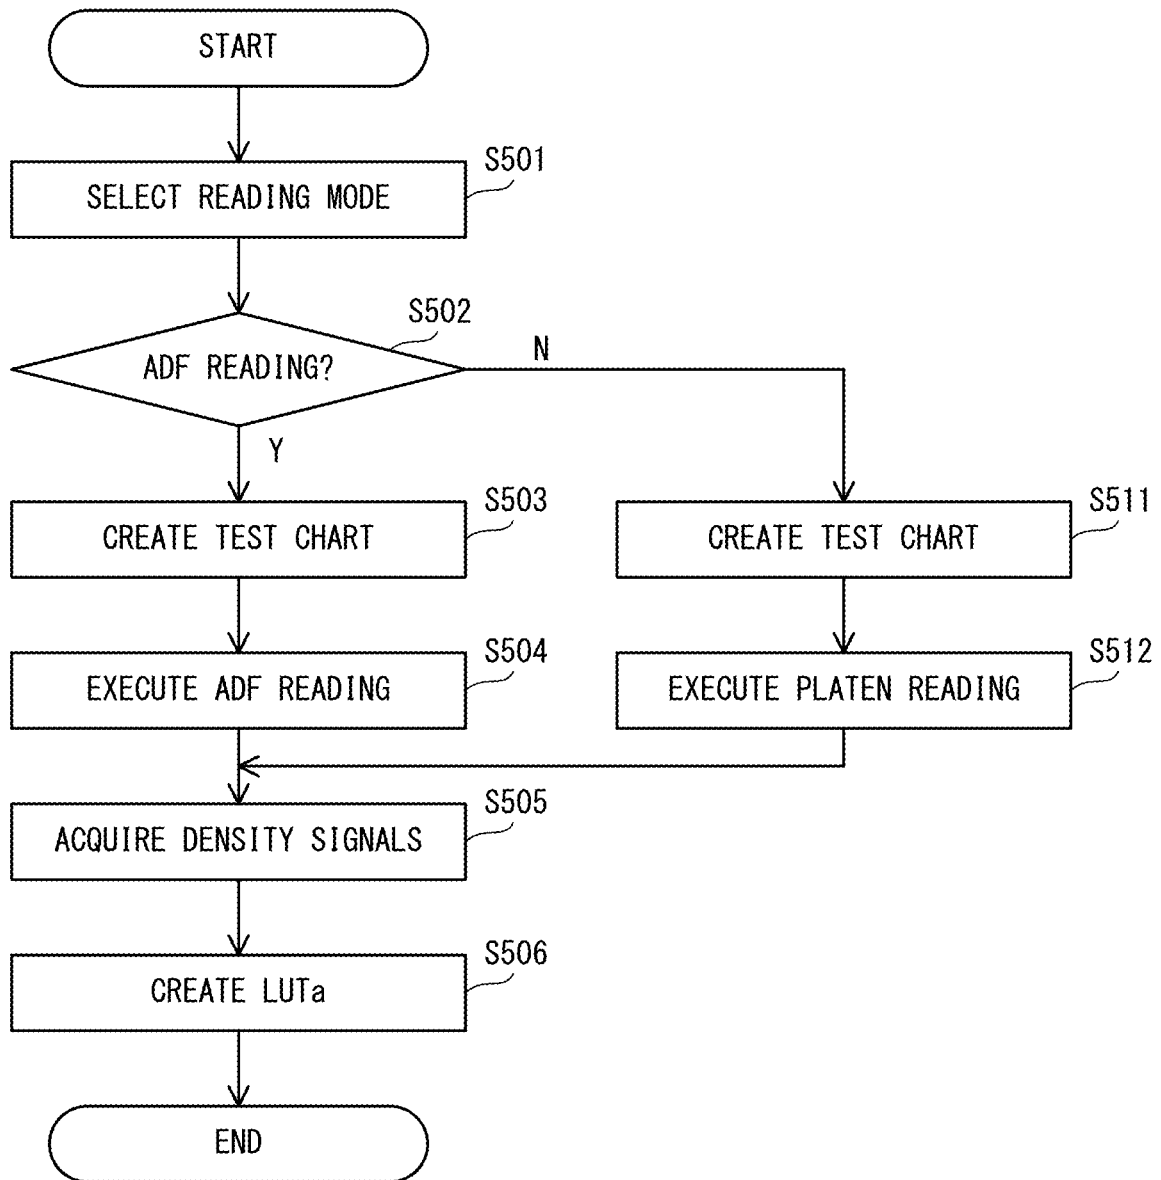 START
S501
SELECT READING MODE
S502
ADF READING?
N
Y
S503
CREATE TEST CHART
S511
CREATE TEST CHART
S504
EXECUTE ADF READING
S512
EXECUTE PLATEN READING
S505
ACQUIRE DENSITY SIGNALS
S506
CREATE LUTa
END